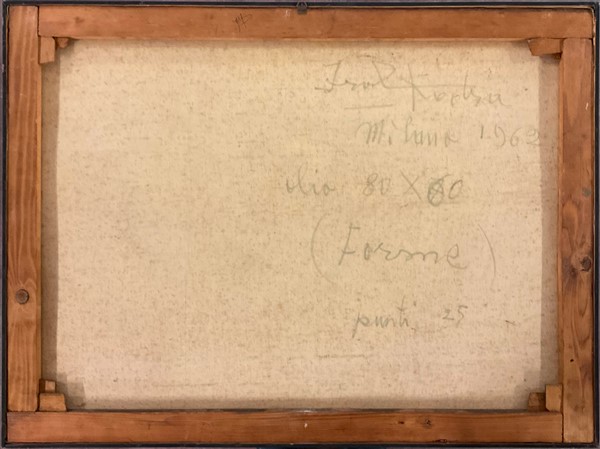 Milano 1962
olio 80 X 60
(Forme)
punti 25